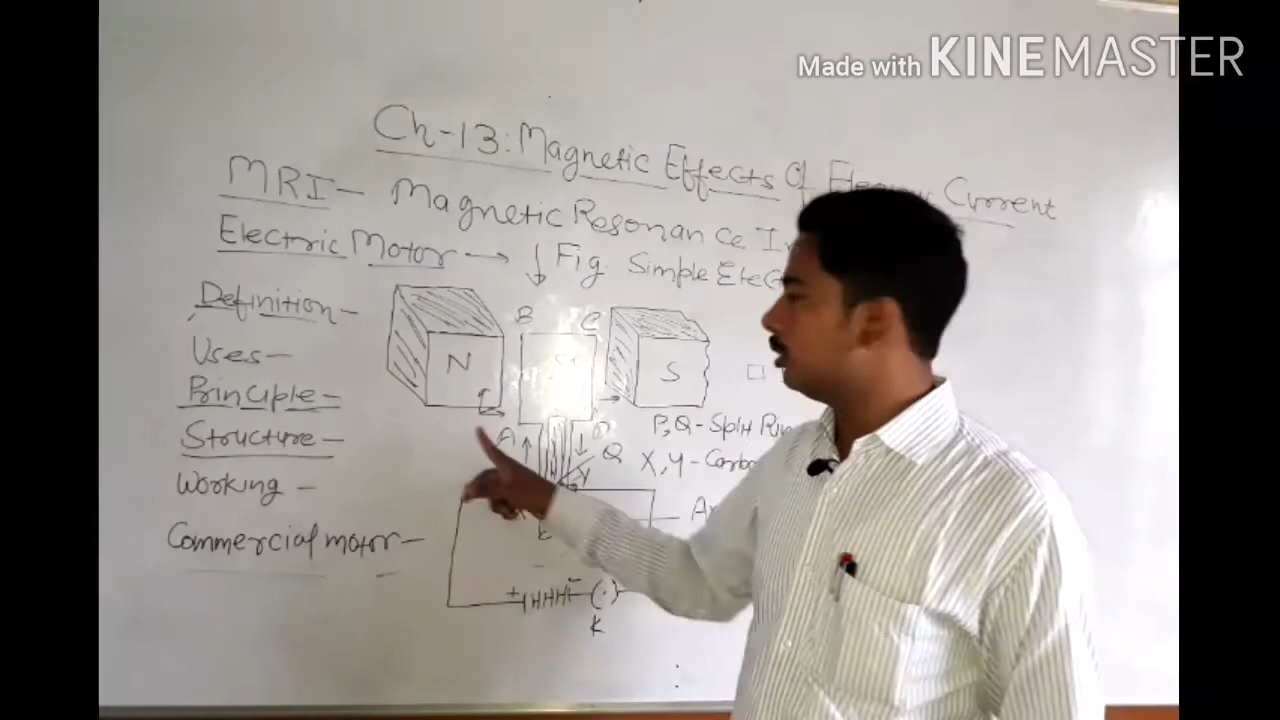 Made with KINEMASTER
Ch-13: Magnetic Effects Of Current
MRI - Magnetic Resonance
Electric Motor → Fig. Simple
Definition -
Uses -
Principle -
Structure -
Working -
Commercial motor -
B C
N S
A D
Q
P,Q - Split
X,Y - 
Y
+ -
K